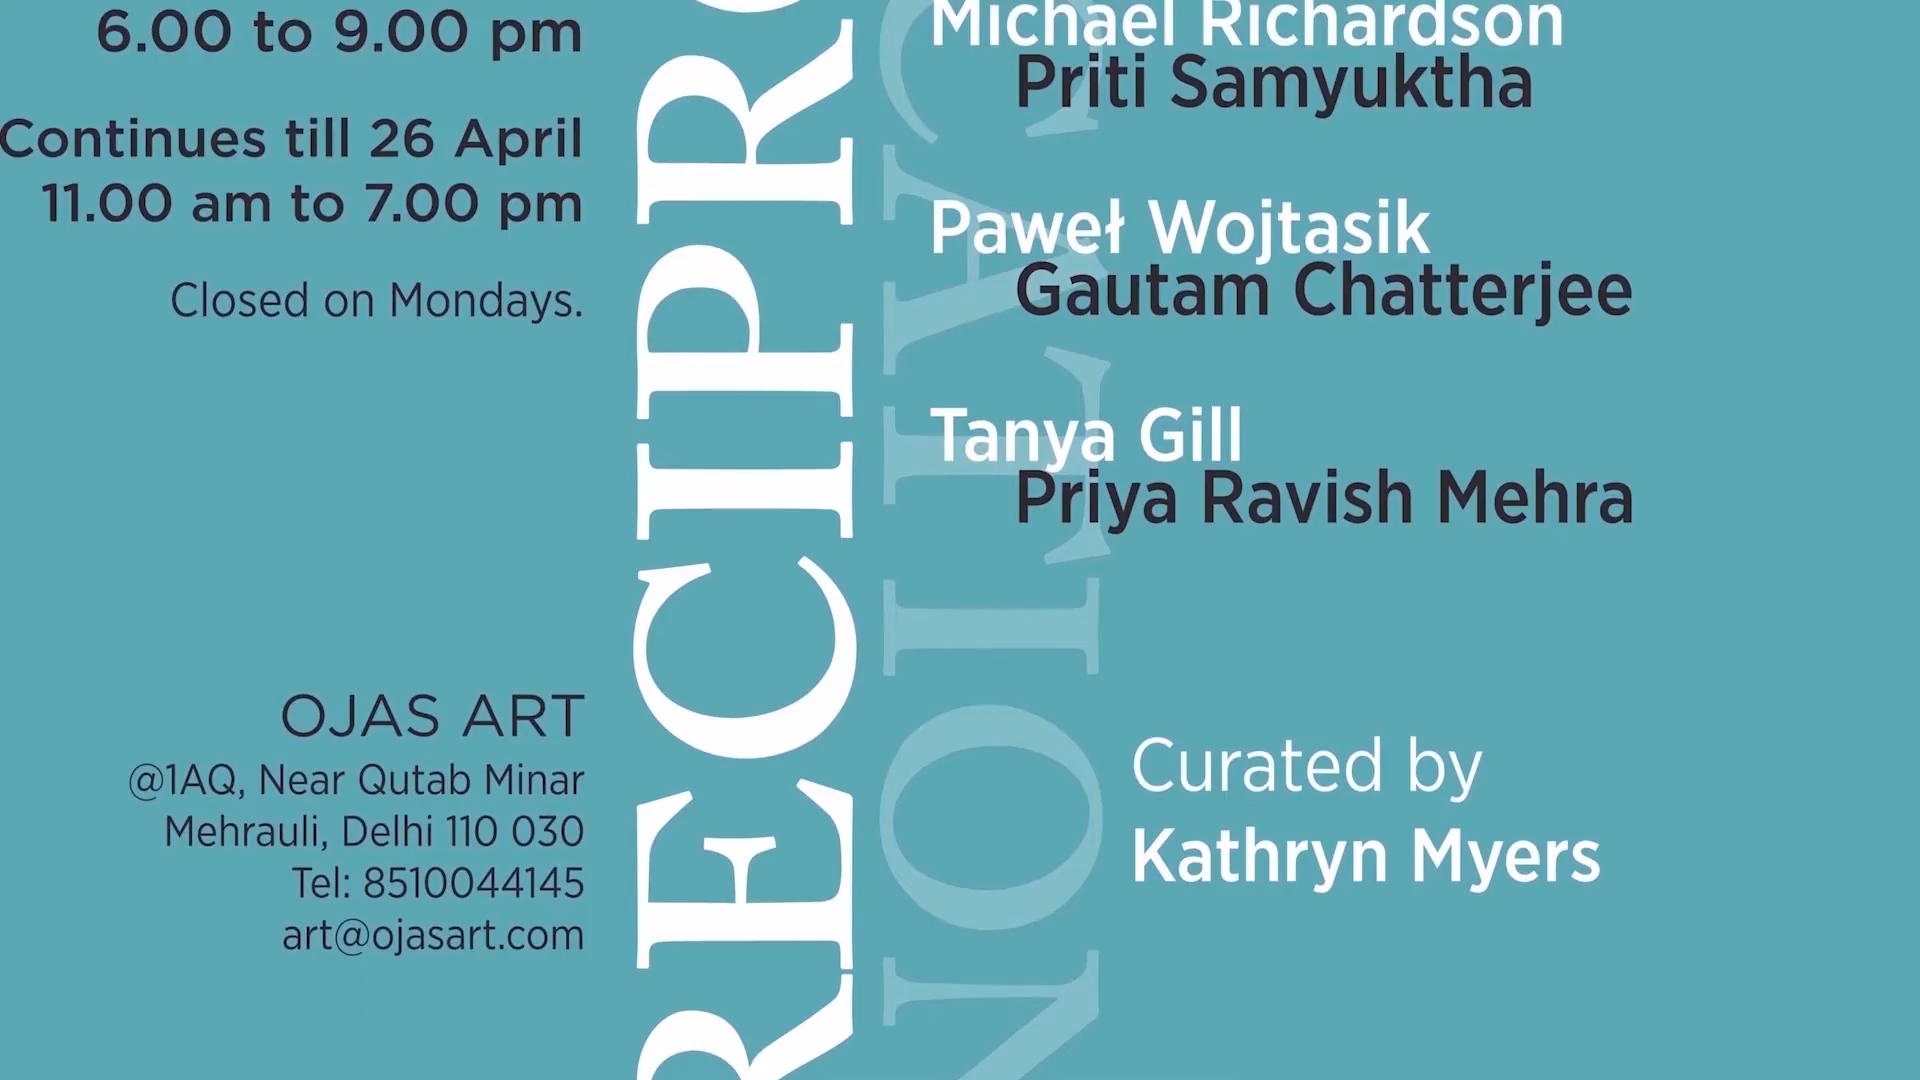 6.00 to 9.00 pm
Continues till 26 April
11.00 am to 7.00 pm
Closed on Mondays.
OJAS ART
@1AQ, Near Qutab Minar
Mehrauli, Delhi 110 030
Tel: 8510044145
art@ojasart.com
RECIPRO
CATION
Michael Richardson
Priti Samyuktha
Paweł Wojtasik
Gautam Chatterjee
Tanya Gill
Priya Ravish Mehra
Curated by
Kathryn Myers